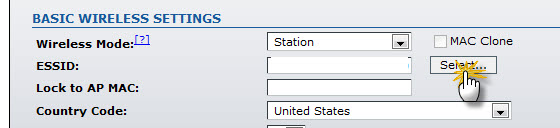 BASIC WIRELESS SETTINGS
Wireless Mode:[?] Station MAC Clone
ESSID: Select...
Lock to AP MAC:
Country Code: United States